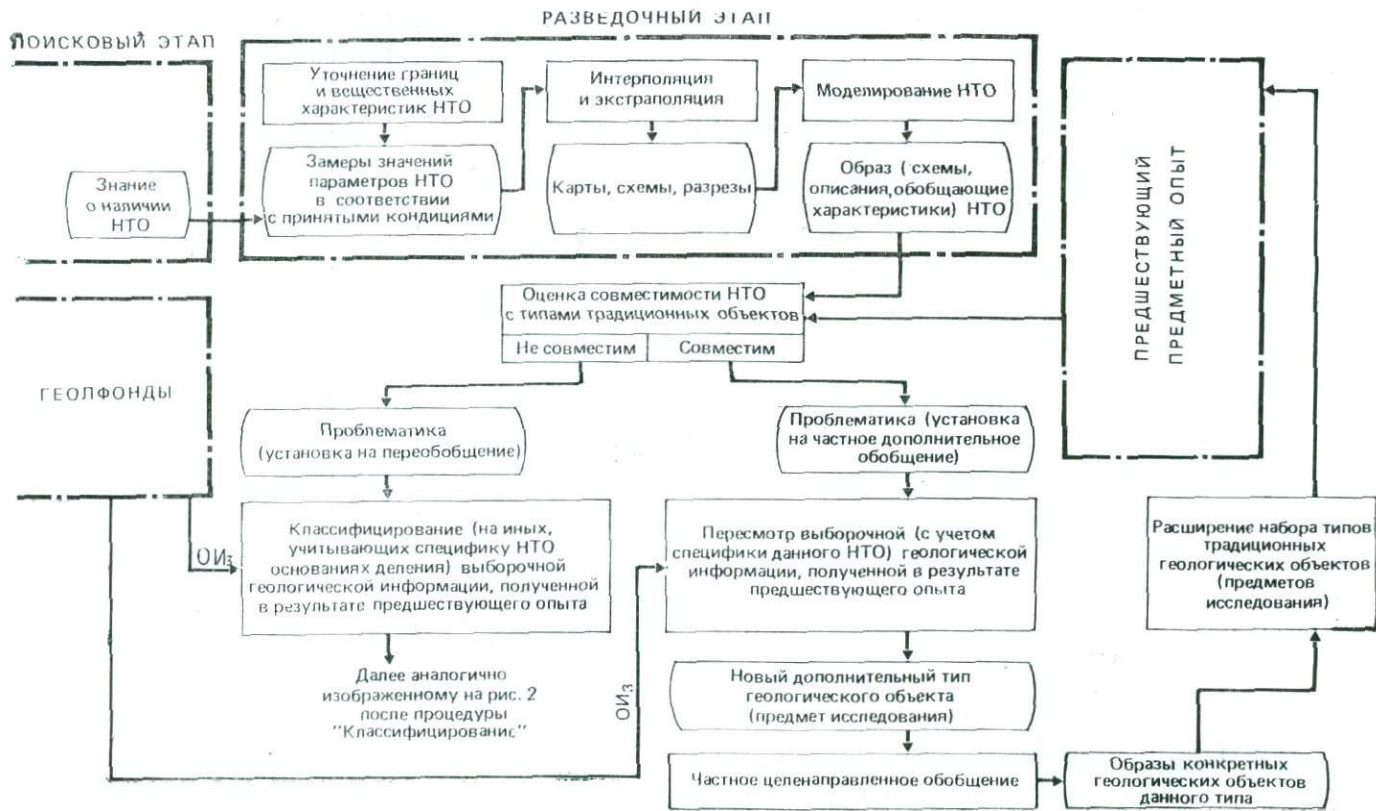 РАЗВЕДОЧНЫЙ ЭТАП
ПОИСКОВЫЙ ЭТАП
Уточнение границ
и вещественных
характеристик НТО
Интерполяция
и экстраполяция
Моделирование НТО
Знание
о наличии
НТО
Замеры значений
параметров НТО
в соответствии
с принятыми кондициями
Карты, схемы, разрезы
Образ (схемы,
описания, обобщающие
характеристики) НТО
ПРЕДШЕСТВУЮЩИЙ
ПРЕДМЕТНЫЙ ОПЫТ
Оценка совместимости НТО
с типами традиционных объектов
Не совместим
Совместим
ГЕОЛФОНДЫ
Проблематика
(установка на переобобщение)
Проблематика (установка
на частное дополнительное
обобщение)
ОИ₃
Классифицирование (на иных,
учитывающих специфику НТО
основаниях деления) выборочной
геологической информации, полученной
в результате предшествующего опыта
Пересмотр выборочной (с учетом
специфики данного НТО) геологической
информации, полученной в результате
предшествующего опыта
Расширение набора типов
традиционных
геологических объектов
(предметов
исследования)
Далее аналогично
изображенному на рис. 2
после процедуры
"Классифицирование"
ОИ₃
Новый дополнительный тип
геологического объекта
(предмет исследования)
Частное целенаправленное обобщение
Образы конкретных
геологических объектов
данного типа